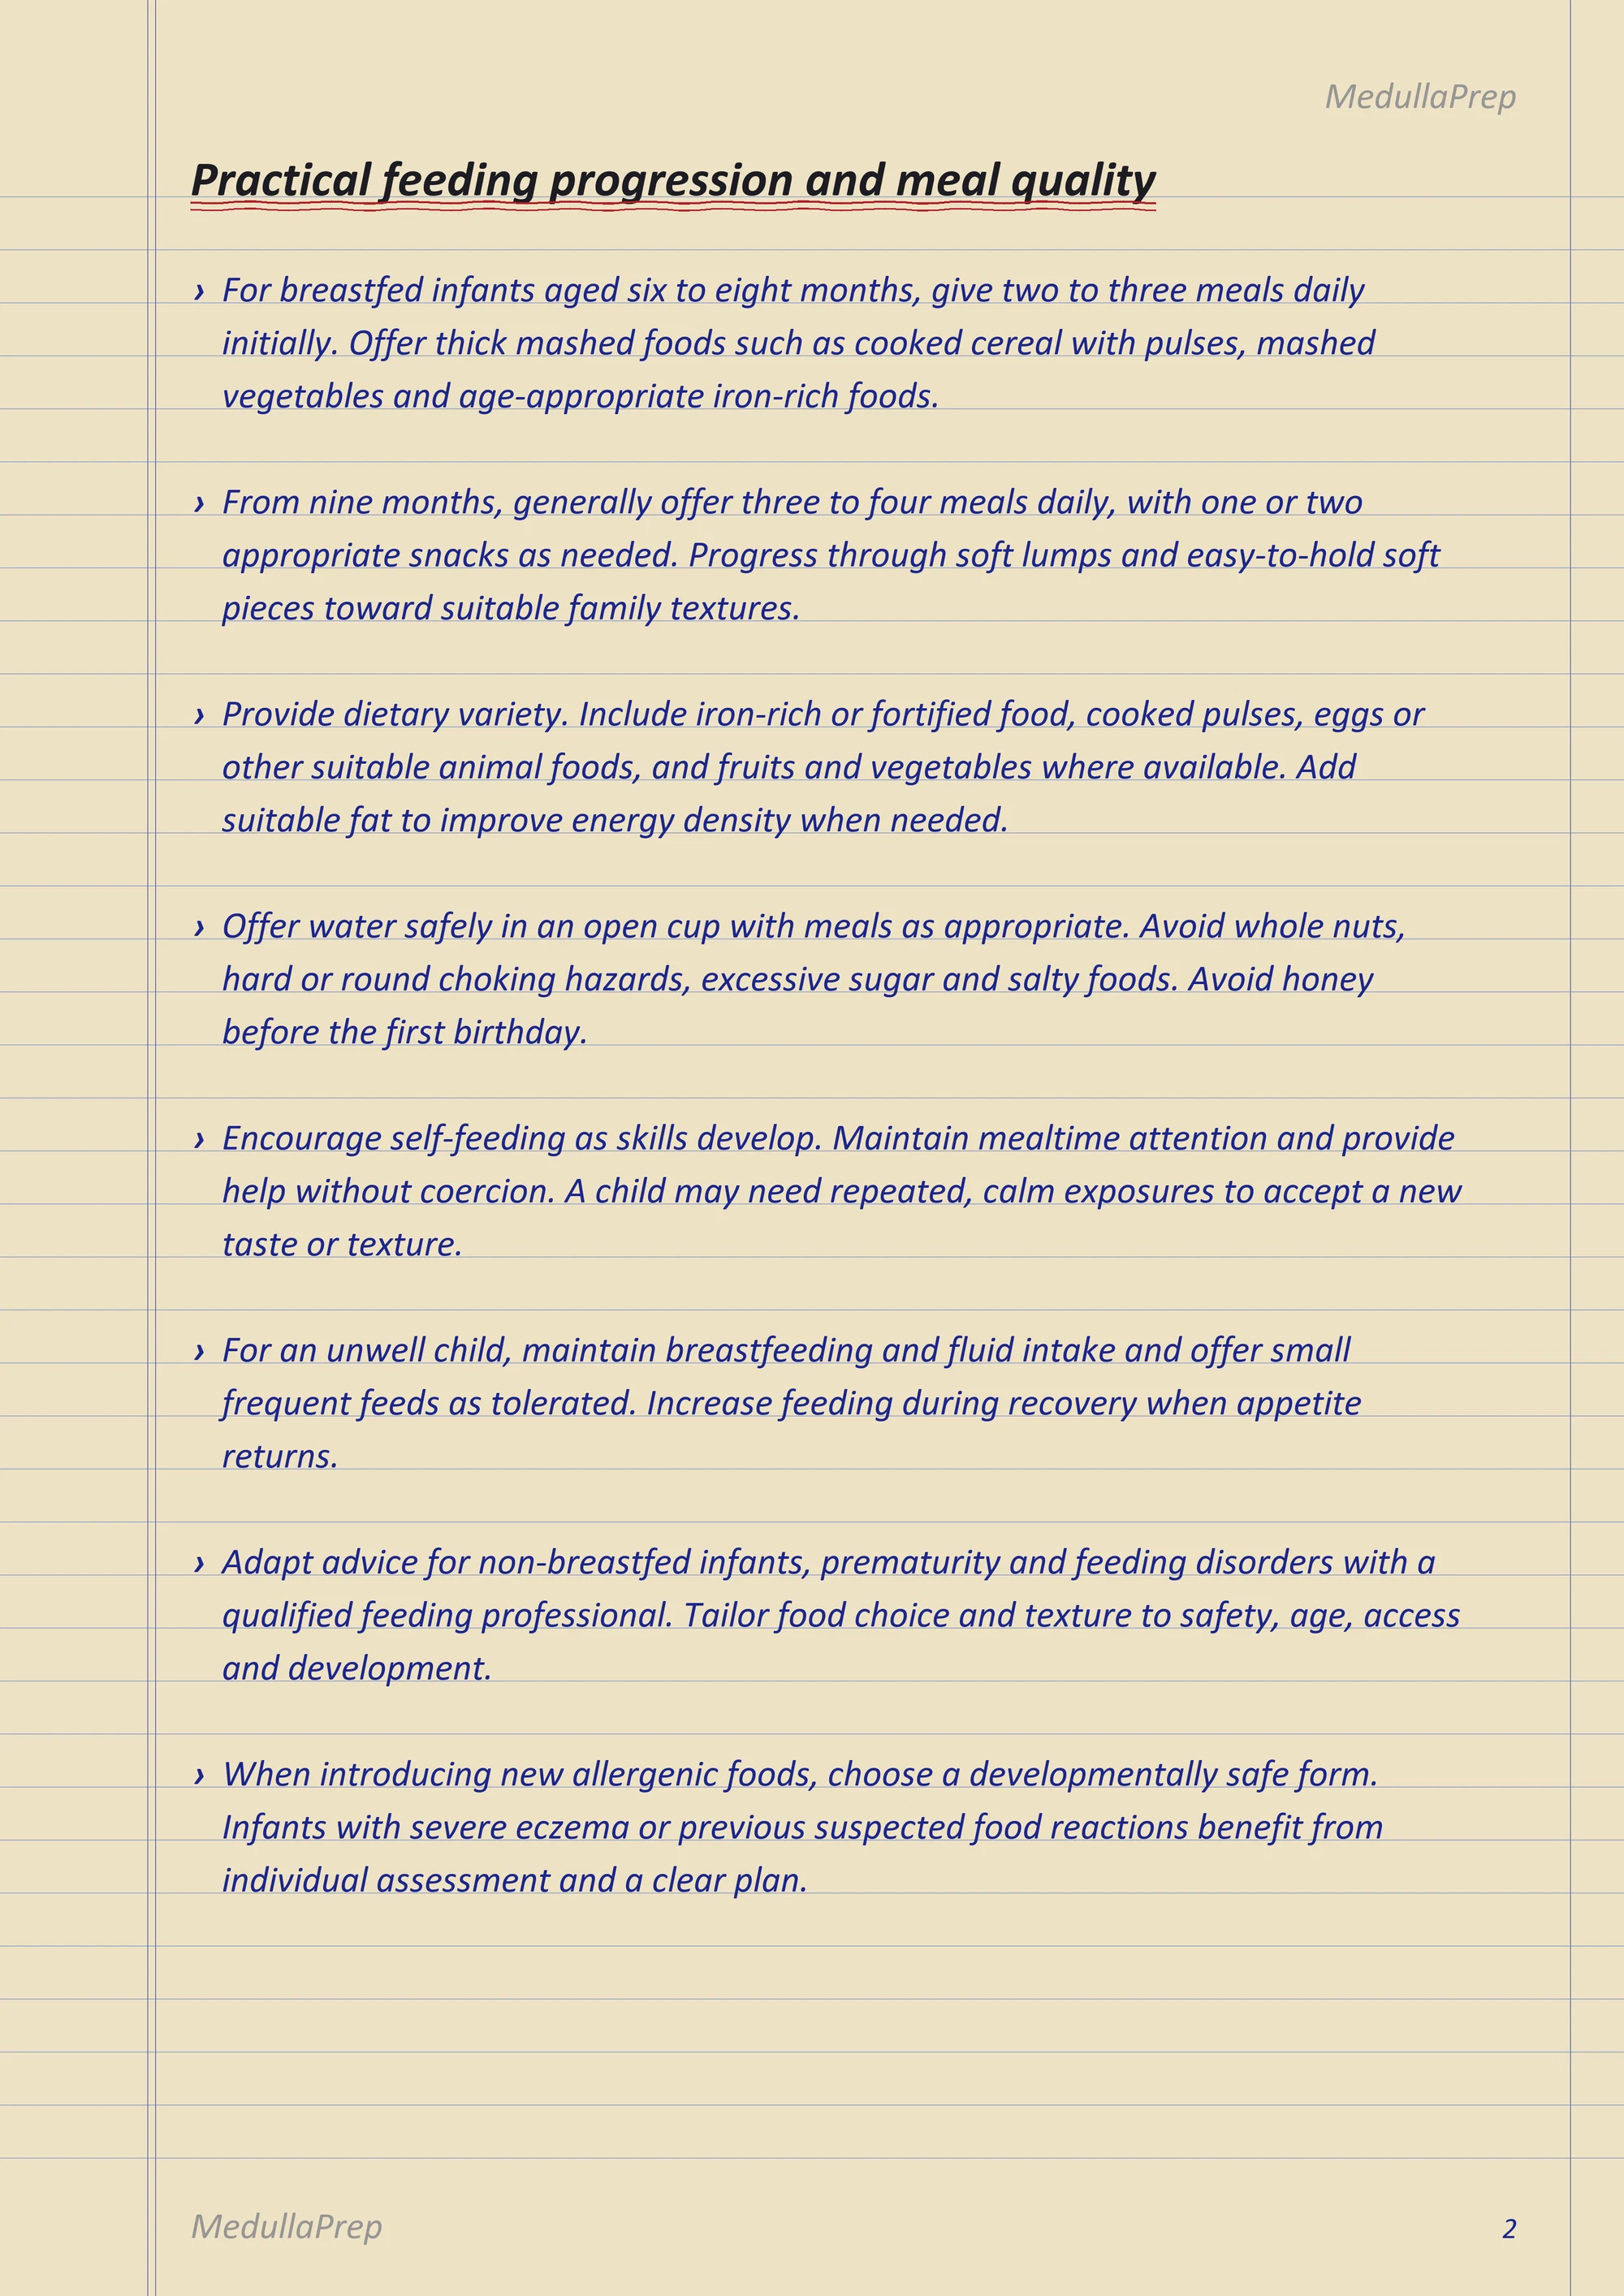 MedullaPrep
Practical feeding progression and meal quality
› For breastfed infants aged six to eight months, give two to three meals daily
initially. Offer thick mashed foods such as cooked cereal with pulses, mashed
vegetables and age-appropriate iron-rich foods.
› From nine months, generally offer three to four meals daily, with one or two
appropriate snacks as needed. Progress through soft lumps and easy-to-hold soft
pieces toward suitable family textures.
› Provide dietary variety. Include iron-rich or fortified food, cooked pulses, eggs or
other suitable animal foods, and fruits and vegetables where available. Add
suitable fat to improve energy density when needed.
› Offer water safely in an open cup with meals as appropriate. Avoid whole nuts,
hard or round choking hazards, excessive sugar and salty foods. Avoid honey
before the first birthday.
› Encourage self-feeding as skills develop. Maintain mealtime attention and provide
help without coercion. A child may need repeated, calm exposures to accept a new
taste or texture.
› For an unwell child, maintain breastfeeding and fluid intake and offer small
frequent feeds as tolerated. Increase feeding during recovery when appetite
returns.
› Adapt advice for non-breastfed infants, prematurity and feeding disorders with a
qualified feeding professional. Tailor food choice and texture to safety, age, access
and development.
› When introducing new allergenic foods, choose a developmentally safe form.
Infants with severe eczema or previous suspected food reactions benefit from
individual assessment and a clear plan.
MedullaPrep
2